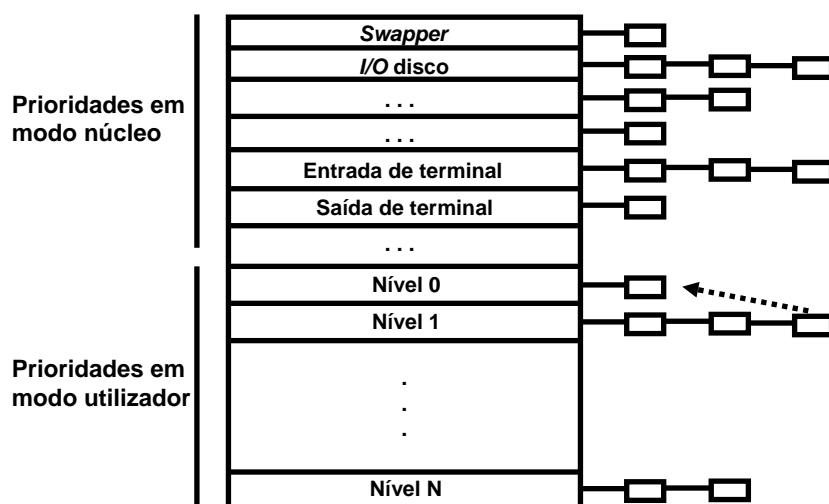 Swapper
I/O disco
. . .
. . .
Entrada de terminal
Saída de terminal
. . .
Prioridades em
modo núcleo
Nível 0
Nível 1
.
.
.
Nível N
Prioridades em
modo utilizador